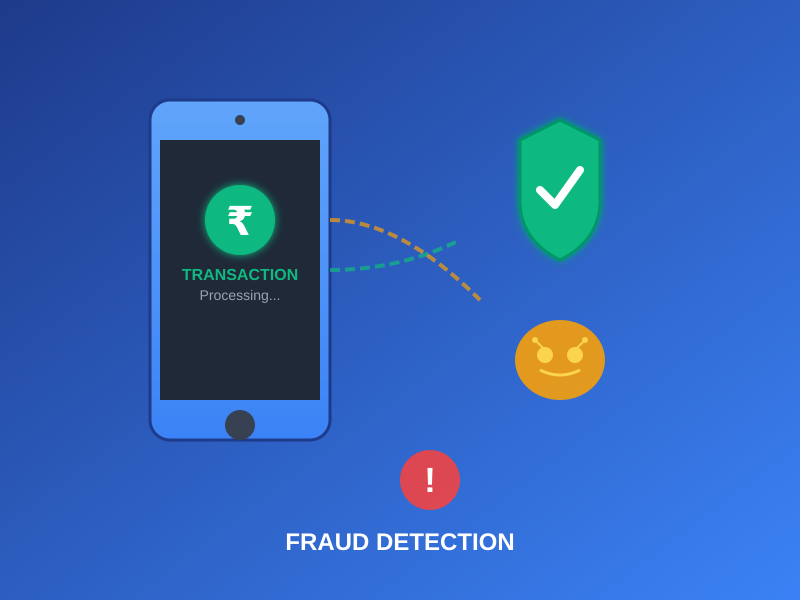 ₹
TRANSACTION
Processing...
!
FRAUD DETECTION